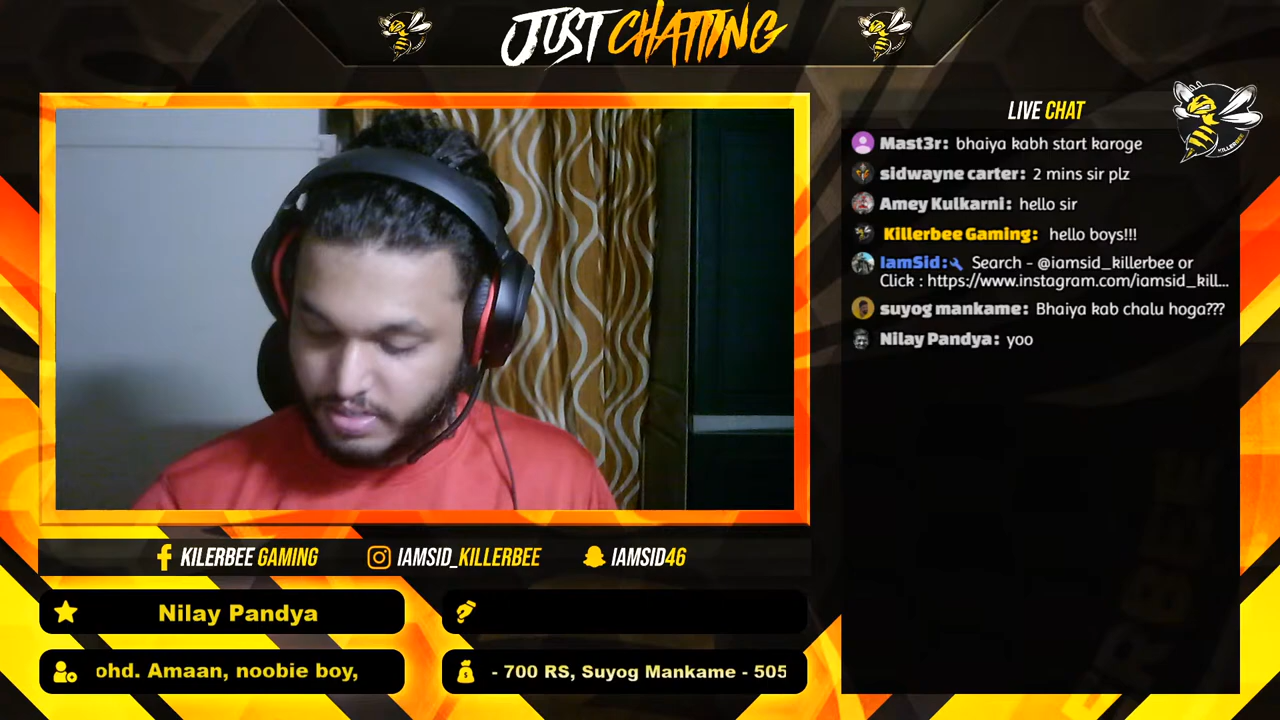 JUST CHATTING
LIVE CHAT
KILLERBEE
Mast3r: bhaiya kabh start karoge
sidwayne carter: 2 mins sir plz
Amey Kulkarni: hello sir
Killerbee Gaming: hello boys!!!
IamSid: Search - @iamsid_killerbee or
Click : https://www.instagram.com/iamsid_kill...
suyog mankame: Bhaiya kab chalu hoga???
Nilay Pandya: yoo
KILERBEE GAMING
IAMSID_KILLERBEE
IAMSID46
Nilay Pandya
ohd. Amaan, noobie boy,
- 700 RS, Suyog Mankame - 505